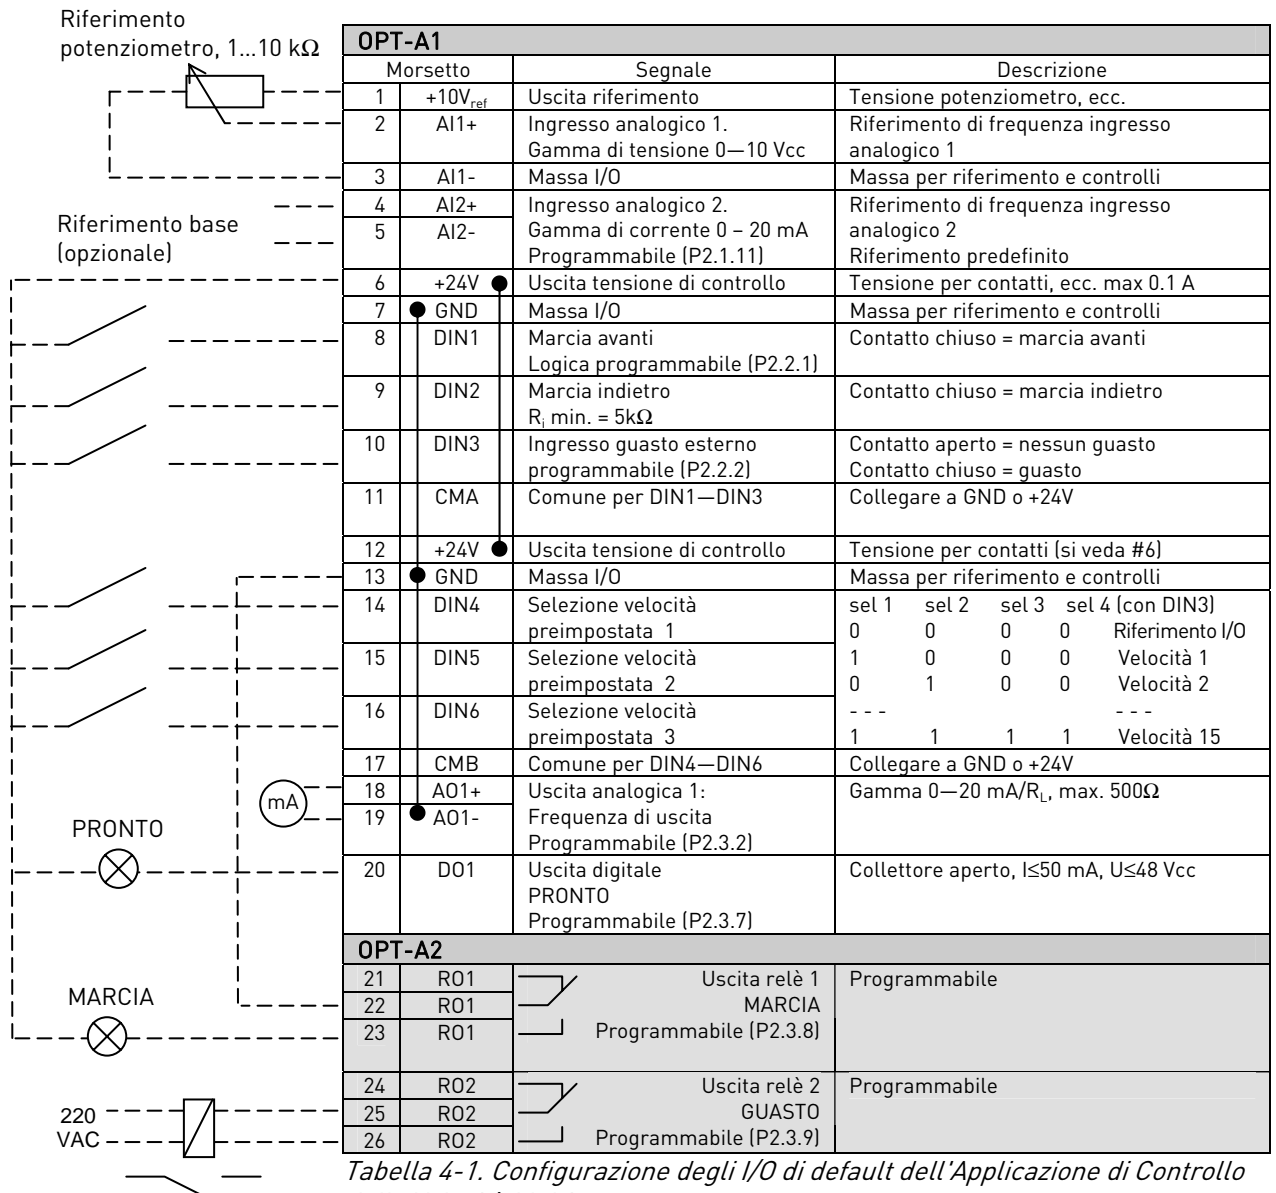 Riferimento
potenziometro, 1...10 kΩ
OPT-A1
Morsetto Segnale Descrizione
1 +10Vref Uscita riferimento Tensione potenziometro, ecc.
2 AI1+ Ingresso analogico 1. Riferimento di frequenza ingresso
Gamma di tensione 0—10 Vcc analogico 1
3 AI1- Massa I/O Massa per riferimento e controlli
4 AI2+ Ingresso analogico 2. Riferimento di frequenza ingresso
Riferimento base
(opzionale)
5 AI2- Gamma di corrente 0 – 20 mA analogico 2
Programmabile (P2.1.11) Riferimento predefinito
6 +24V Uscita tensione di controllo Tensione per contatti, ecc. max 0.1 A
7 GND Massa I/O Massa per riferimento e controlli
8 DIN1 Marcia avanti Contatto chiuso = marcia avanti
Logica programmabile (P2.2.1)
9 DIN2 Marcia indietro Contatto chiuso = marcia indietro
Ri min. = 5kΩ
10 DIN3 Ingresso guasto esterno Contatto aperto = nessun guasto
programmabile (P2.2.2) Contatto chiuso = guasto
11 CMA Comune per DIN1—DIN3 Collegare a GND o +24V
12 +24V Uscita tensione di controllo Tensione per contatti (si veda #6)
13 GND Massa I/O Massa per riferimento e controlli
14 DIN4 Selezione velocità sel 1 sel 2 sel 3 sel 4 (con DIN3)
preimpostata 1 0 0 0 0 Riferimento I/O
15 DIN5 Selezione velocità 1 0 0 0 Velocità 1
preimpostata 2 0 1 0 0 Velocità 2
16 DIN6 Selezione velocità - - - - - -
preimpostata 3 1 1 1 1 Velocità 15
17 CMB Comune per DIN4—DIN6 Collegare a GND o +24V
18 AO1+ Uscita analogica 1: Gamma 0—20 mA/RL, max. 500Ω
mA
19 AO1- Frequenza di uscita
Programmabile (P2.3.2)
PRONTO
20 DO1 Uscita digitale Collettore aperto, I≤50 mA, U≤48 Vcc
PRONTO
Programmabile (P2.3.7)
OPT-A2
21 RO1 Uscita relè 1 Programmabile
MARCIA
22 RO1 MARCIA
23 RO1 Programmabile (P2.3.8)
24 RO2 Uscita relè 2 Programmabile
220
VAC
25 RO2 GUASTO
26 RO2 Programmabile (P2.3.9)
Tabella 4-1. Configurazione degli I/O di default dell'Applicazione di Controllo